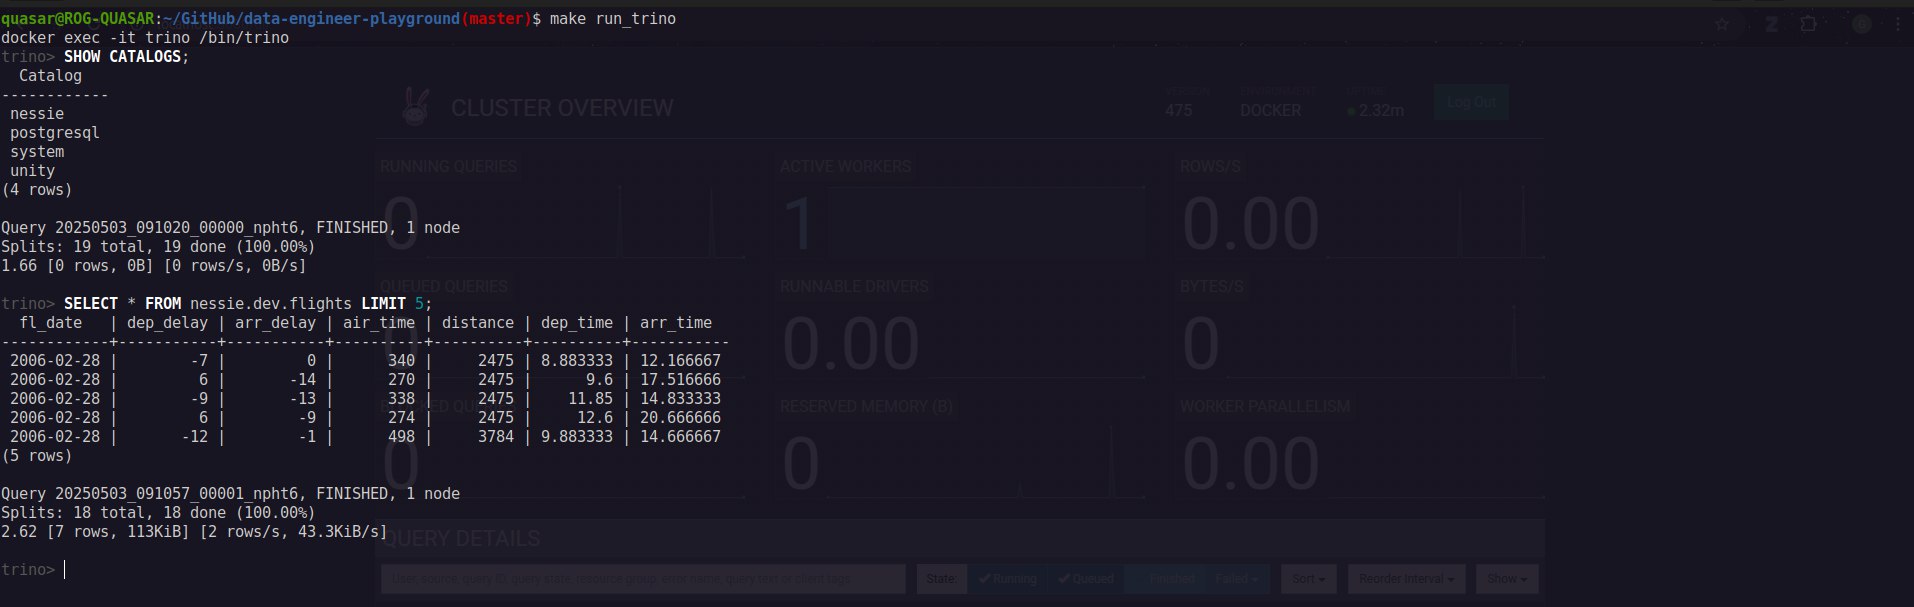 quasar@ROG-QUASAR:~/GitHub/data-engineer-playground(master)$ make run_trino
docker exec -it trino /bin/trino
trino> SHOW CATALOGS;
  Catalog
------------
 nessie
 postgresql
 system
 unity
(4 rows)

Query 20250503_091020_00000_npht6, FINISHED, 1 node
Splits: 19 total, 19 done (100.00%)
1.66 [0 rows, 0B] [0 rows/s, 0B/s]

trino> SELECT * FROM nessie.dev.flights LIMIT 5;
  fl_date   | dep_delay | arr_delay | air_time | distance | dep_time | arr_time
------------+-----------+-----------+----------+----------+----------+-----------
 2006-02-28 |        -7 |         0 |      340 |     2475 | 8.883333 | 12.166667
 2006-02-28 |         6 |       -14 |      270 |     2475 |      9.6 | 17.516666
 2006-02-28 |        -9 |       -13 |      338 |     2475 |    11.85 | 14.833333
 2006-02-28 |         6 |        -9 |      274 |     2475 |     12.6 | 20.666666
 2006-02-28 |       -12 |        -1 |      498 |     3784 | 9.883333 | 14.666667
(5 rows)

Query 20250503_091057_00001_npht6, FINISHED, 1 node
Splits: 18 total, 18 done (100.00%)
2.62 [7 rows, 113KiB] [2 rows/s, 43.3KiB/s]

trino>
CLUSTER OVERVIEW
VERSION
475
ENVIRONMENT
DOCKER
UPTIME
2.32m
Log Out
RUNNING QUERIES
0
ACTIVE WORKERS
1
ROWS/S
0.00
QUEUED QUERIES
0
RUNNABLE DRIVERS
0.00
BYTES/S
0
QUERIES
0
RESERVED MEMORY (B)
0
WORKER PARALLELISM
0.00
QUERY DETAILS
User, source, query ID, query state, resource group, error name, query text or client tags
State:
Running
Queued
Finished
Failed
Sort
Reorder Interval
Show